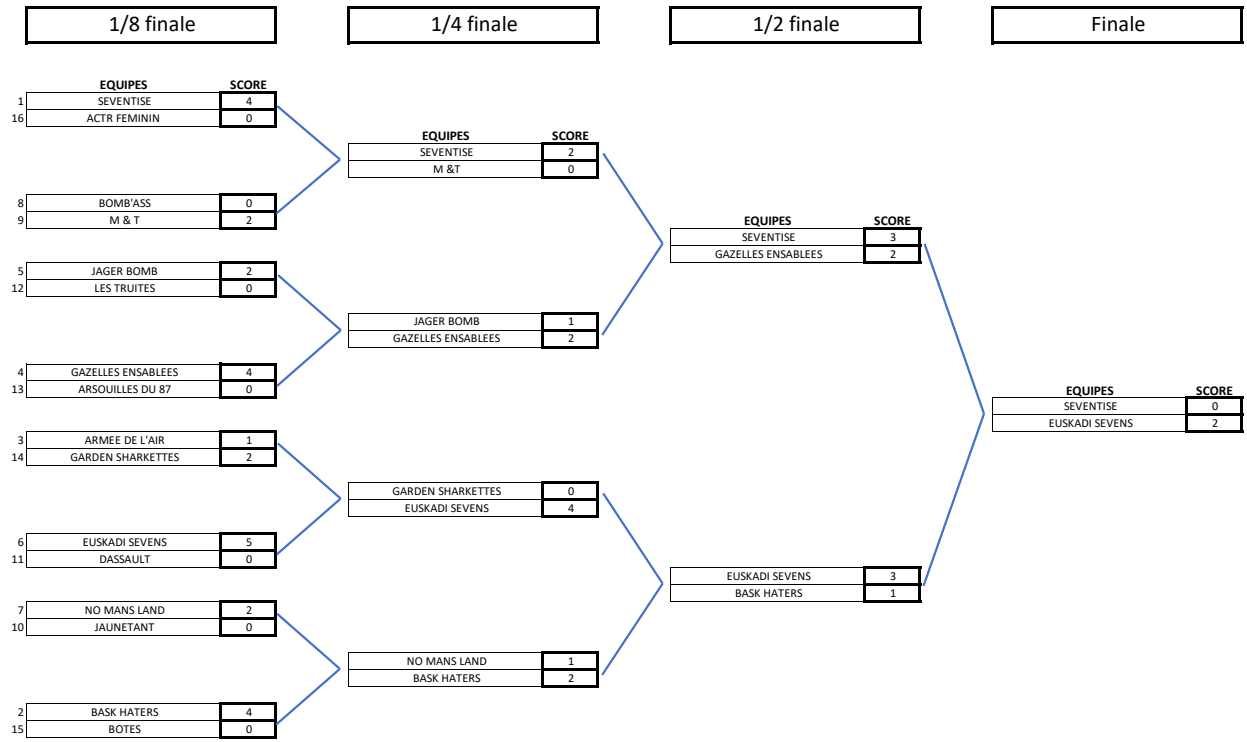 1/8 finale 1/4 finale 1/2 finale Finale
EQUIPES SCORE
1 SEVENTISE 4
16 ACTR FEMININ 0
8 BOMB'ASS 0
9 M & T 2
5 JAGER BOMB 2
12 LES TRUITES 0
4 GAZELLES ENSABLEES 4
13 ARSOUILLES DU 87 0
3 ARMEE DE L'AIR 1
14 GARDEN SHARKETTES 2
6 EUSKADI SEVENS 5
11 DASSAULT 0
7 NO MANS LAND 2
10 JAUNETANT 0
2 BASK HATERS 4
15 BOTES 0
EQUIPES SCORE
SEVENTISE 2
M &T 0
JAGER BOMB 1
GAZELLES ENSABLEES 2
GARDEN SHARKETTES 0
EUSKADI SEVENS 4
NO MANS LAND 1
BASK HATERS 2
EQUIPES SCORE
SEVENTISE 3
GAZELLES ENSABLEES 2
EUSKADI SEVENS 3
BASK HATERS 1
EQUIPES SCORE
SEVENTISE 0
EUSKADI SEVENS 2